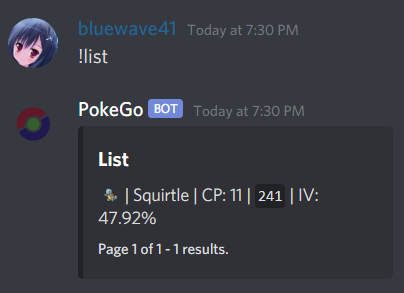 bluewave41 Today at 7:30 PM
!list
PokeGo BOT Today at 7:30 PM
List
| Squirtle | CP: 11 | 241 | IV:
47.92%
Page 1 of 1 - 1 results.